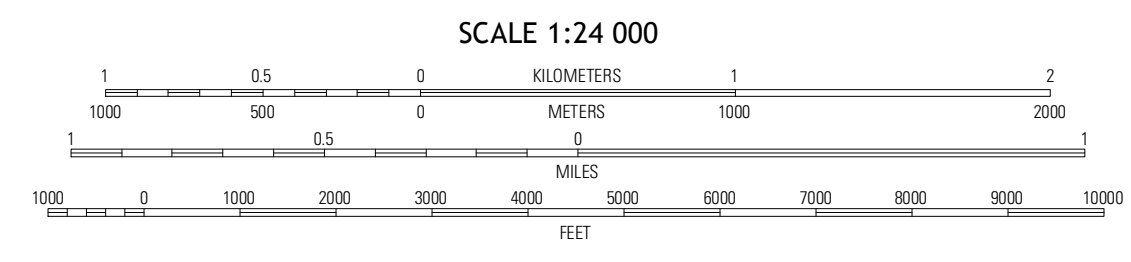 SCALE 1:24 000
1 0.5 0 KILOMETERS 1 2
1000 500 0 METERS 1000 2000
1 0.5 0 1
MILES
1000 0 1000 2000 3000 4000 5000 6000 7000 8000 9000 10000
FEET